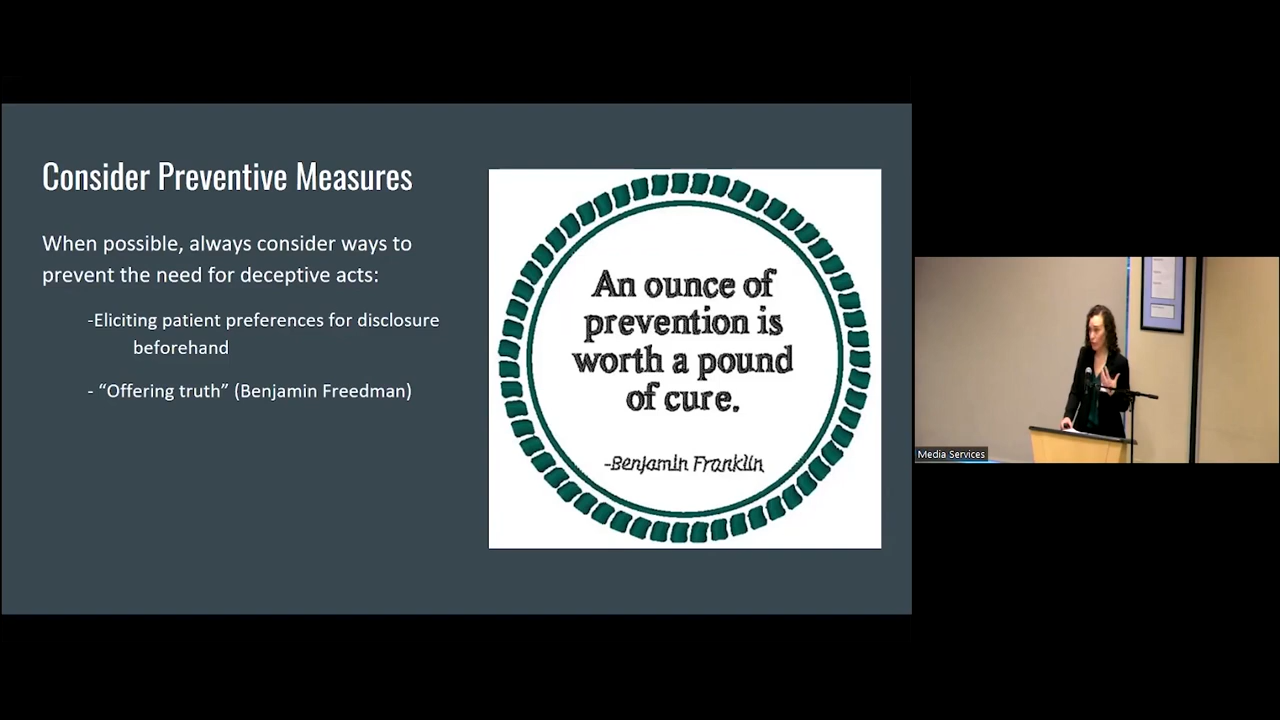 Consider Preventive Measures
When possible, always consider ways to
prevent the need for deceptive acts:
-Eliciting patient preferences for disclosure
beforehand
- “Offering truth” (Benjamin Freedman)
An ounce of
prevention is
worth a pound
of cure.
-Benjamin Franklin
Media Services